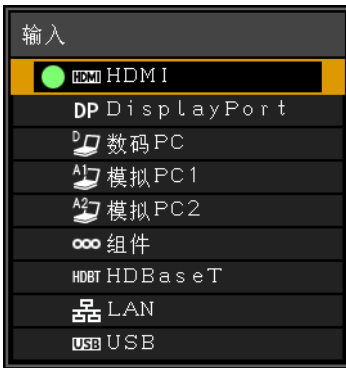 输入
HDMI HDMI
DP DisplayPort
D 数码PC
A1 模拟PC1
A2 模拟PC2
组件
HDBT HDBaseT
LAN
USB USB